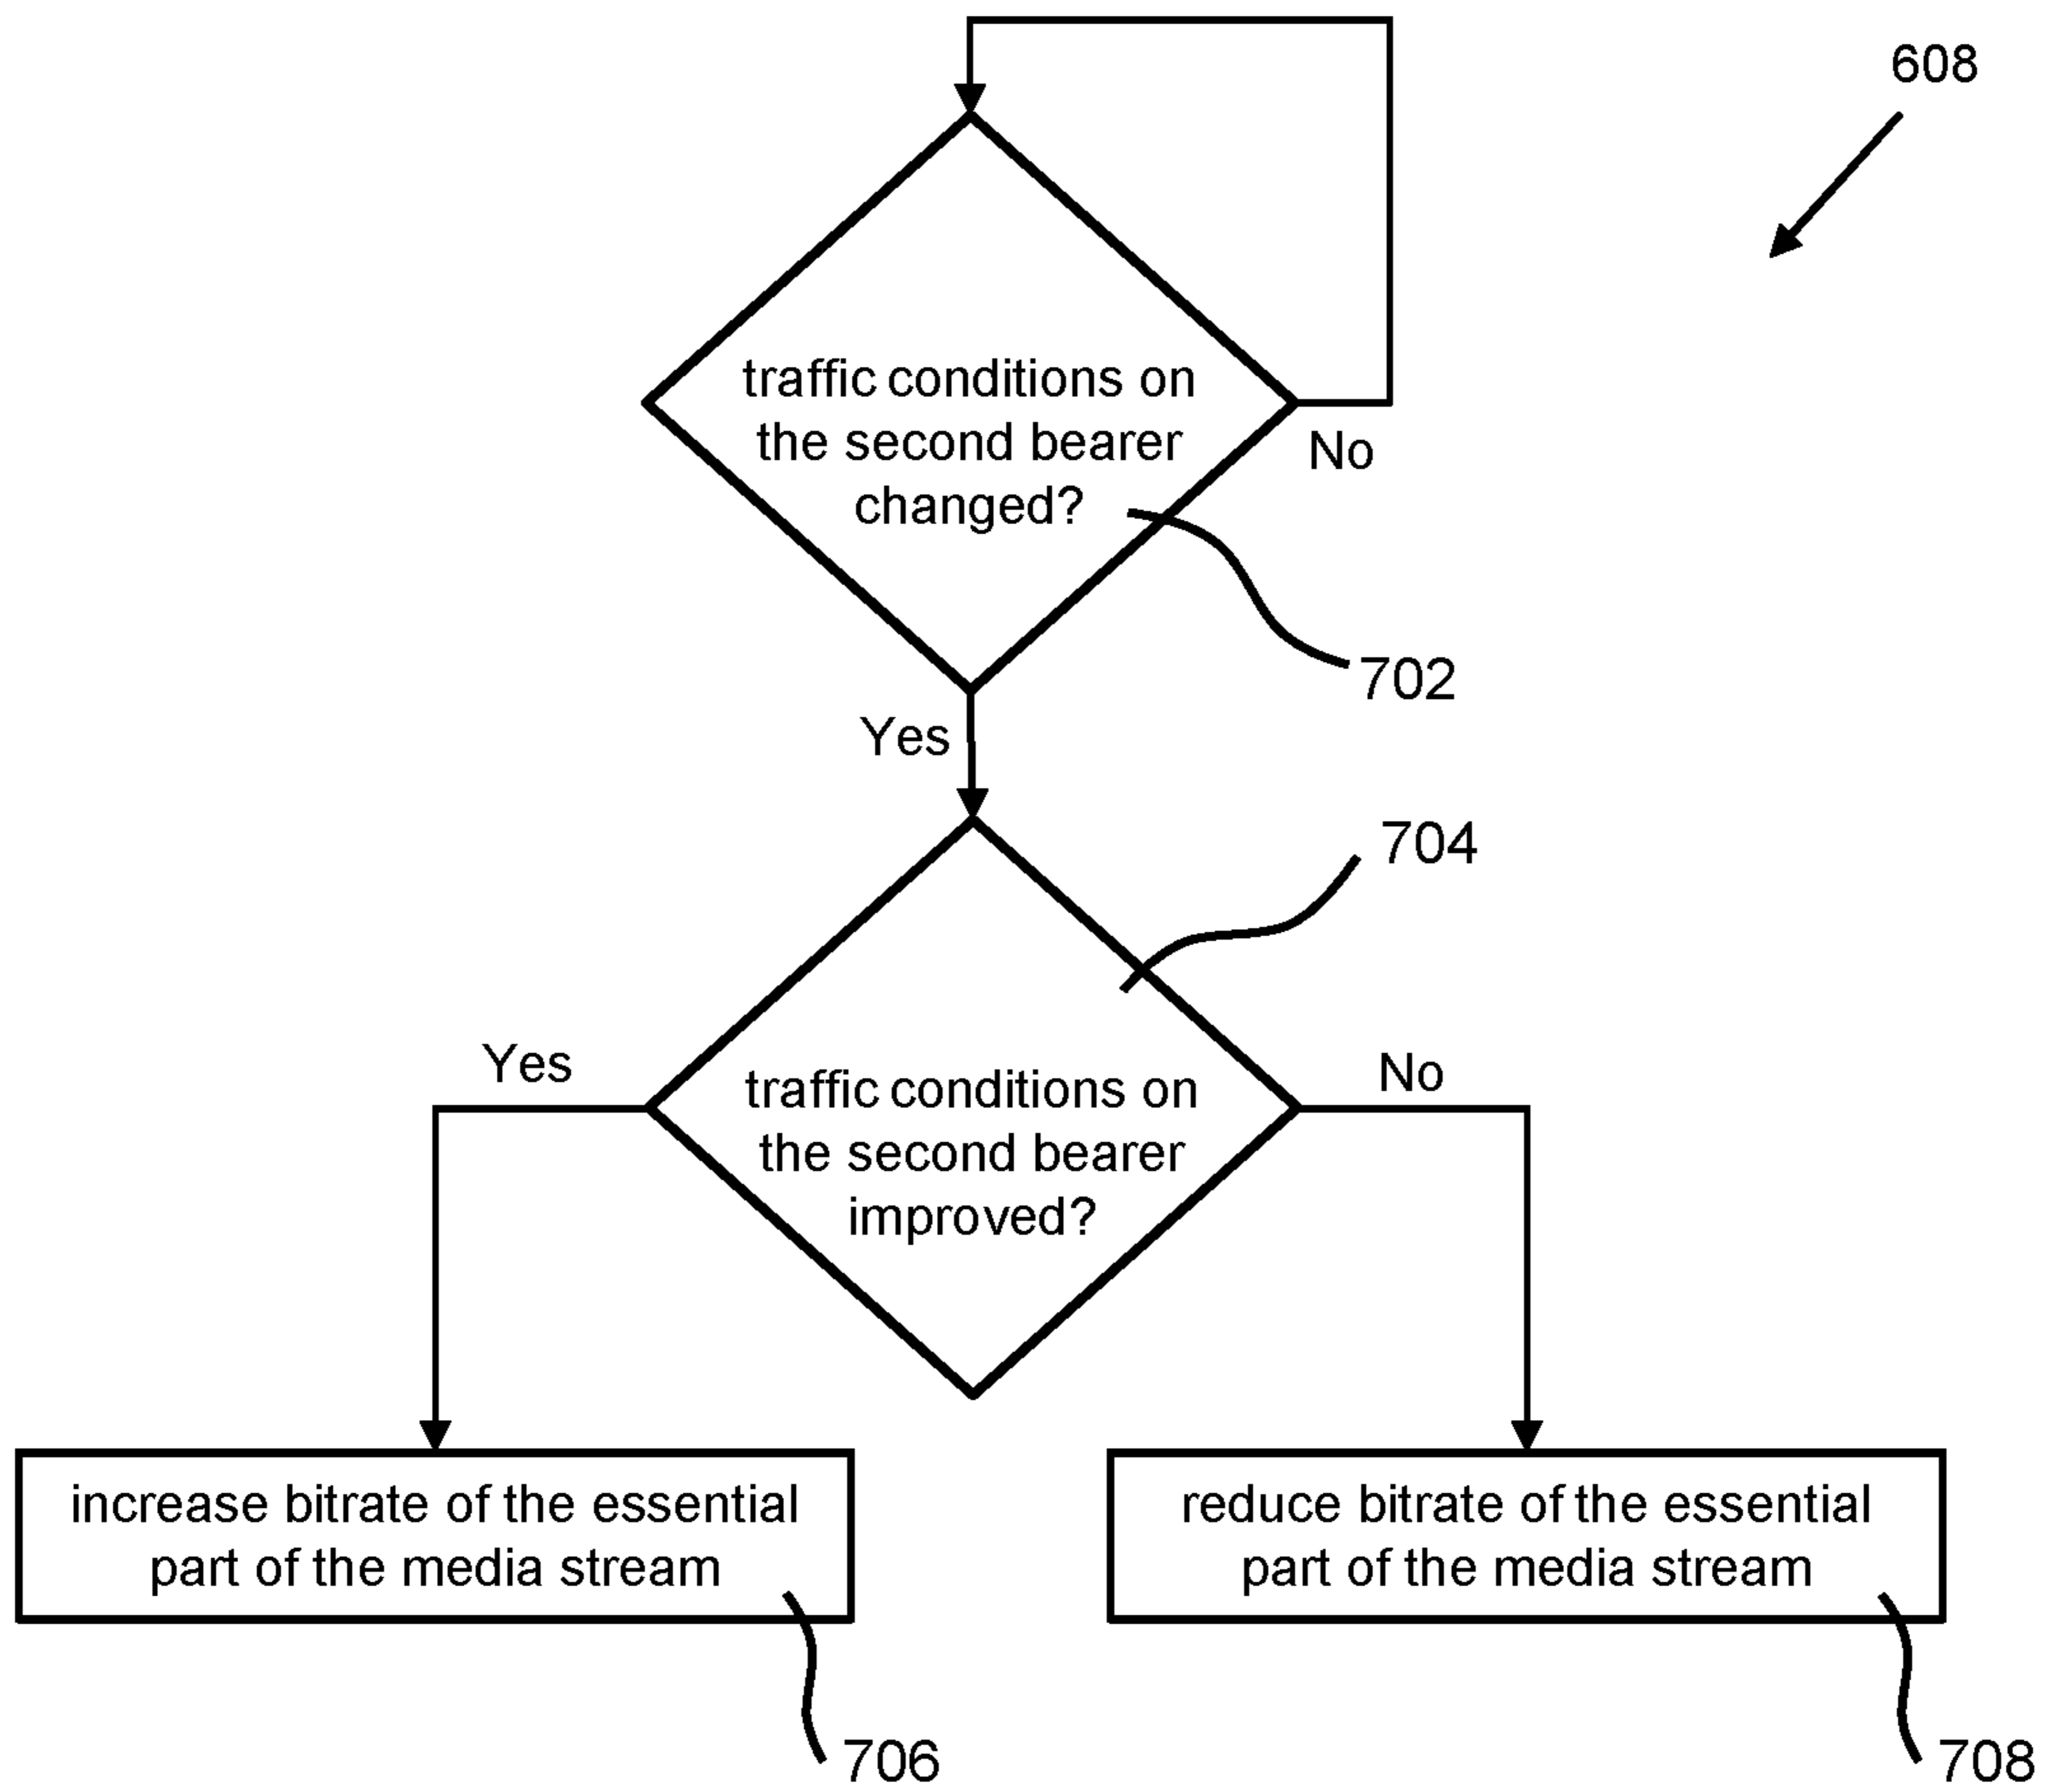 608
traffic conditions on
the second bearer
changed?
No
702
Yes
704
Yes
No
traffic conditions on
the second bearer
improved?
increase bitrate of the essential
part of the media stream
reduce bitrate of the essential
part of the media stream
706
708